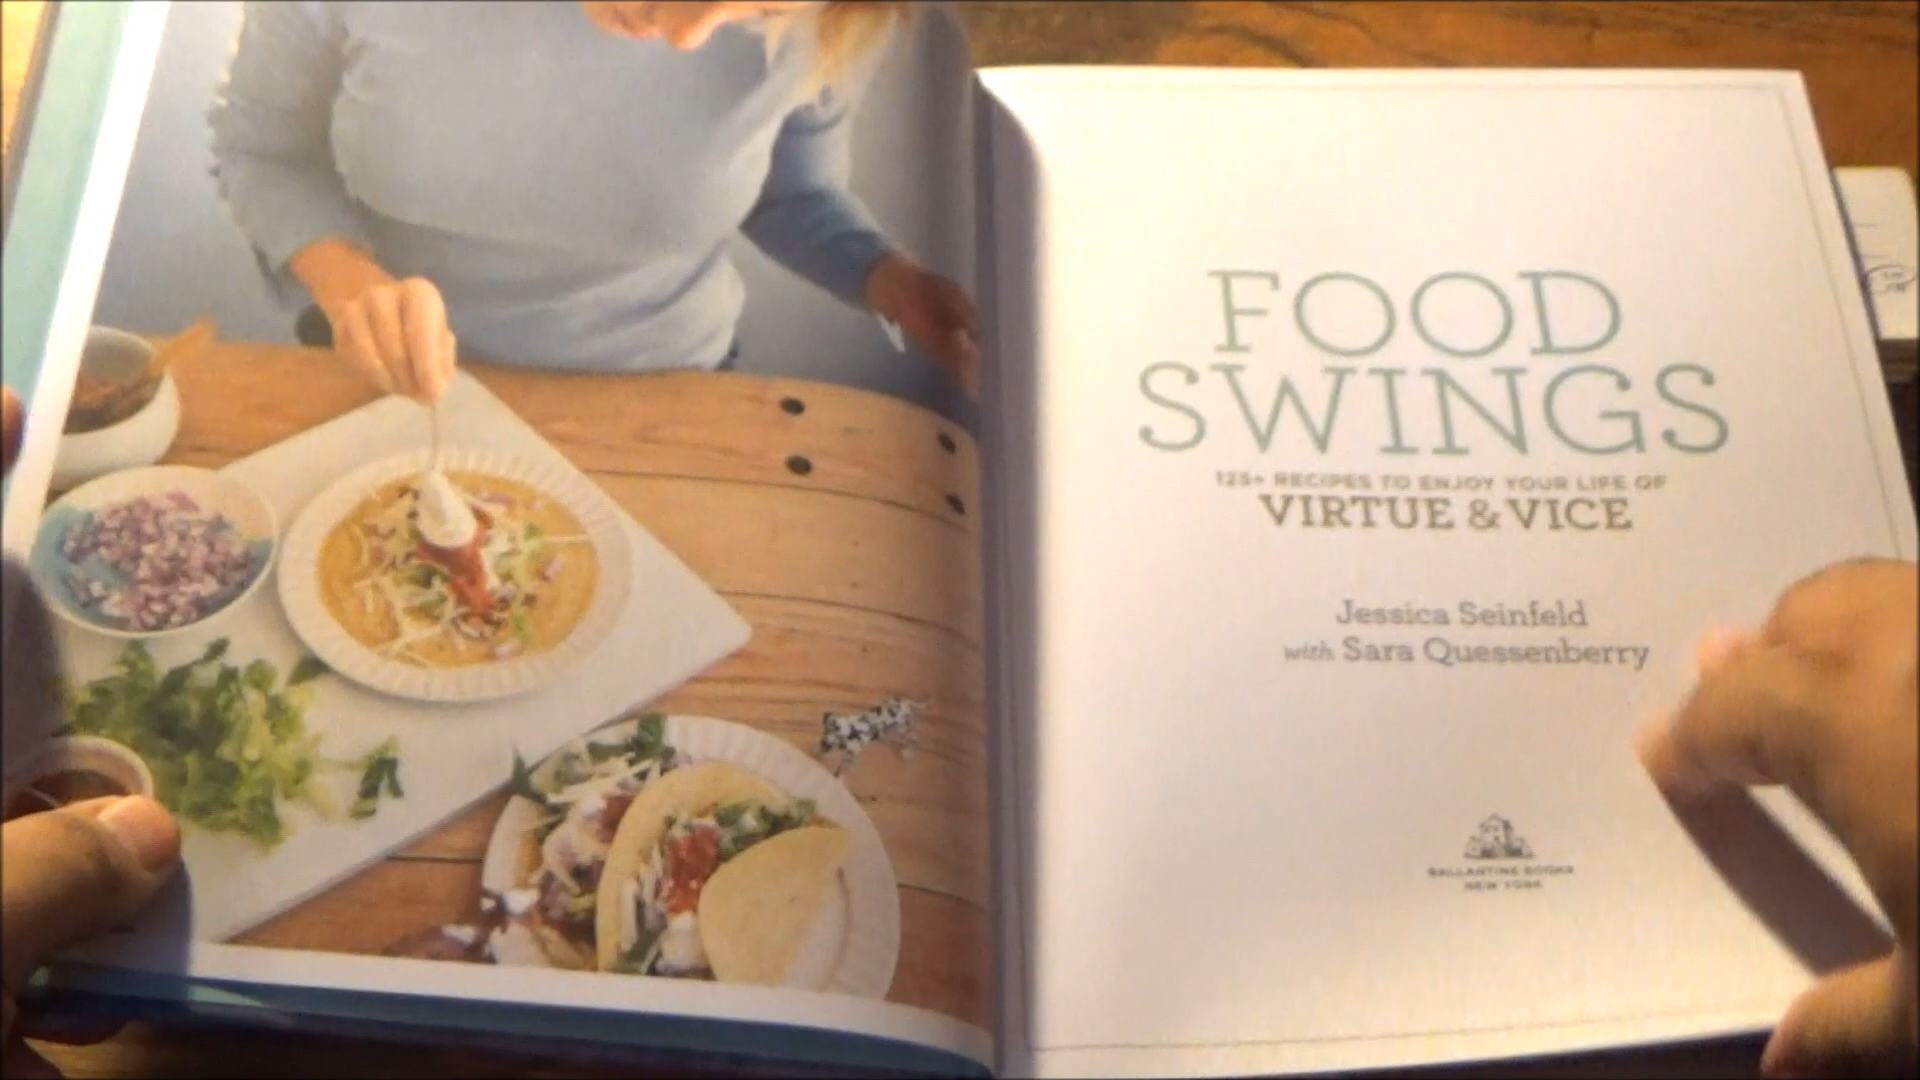 FOOD
SWINGS
125+ RECIPES TO ENJOY YOUR LIFE OF
VIRTUE & VICE
Jessica Seinfeld
with Sara Quessenberry
BALLANTINE BOOKS
NEW YORK